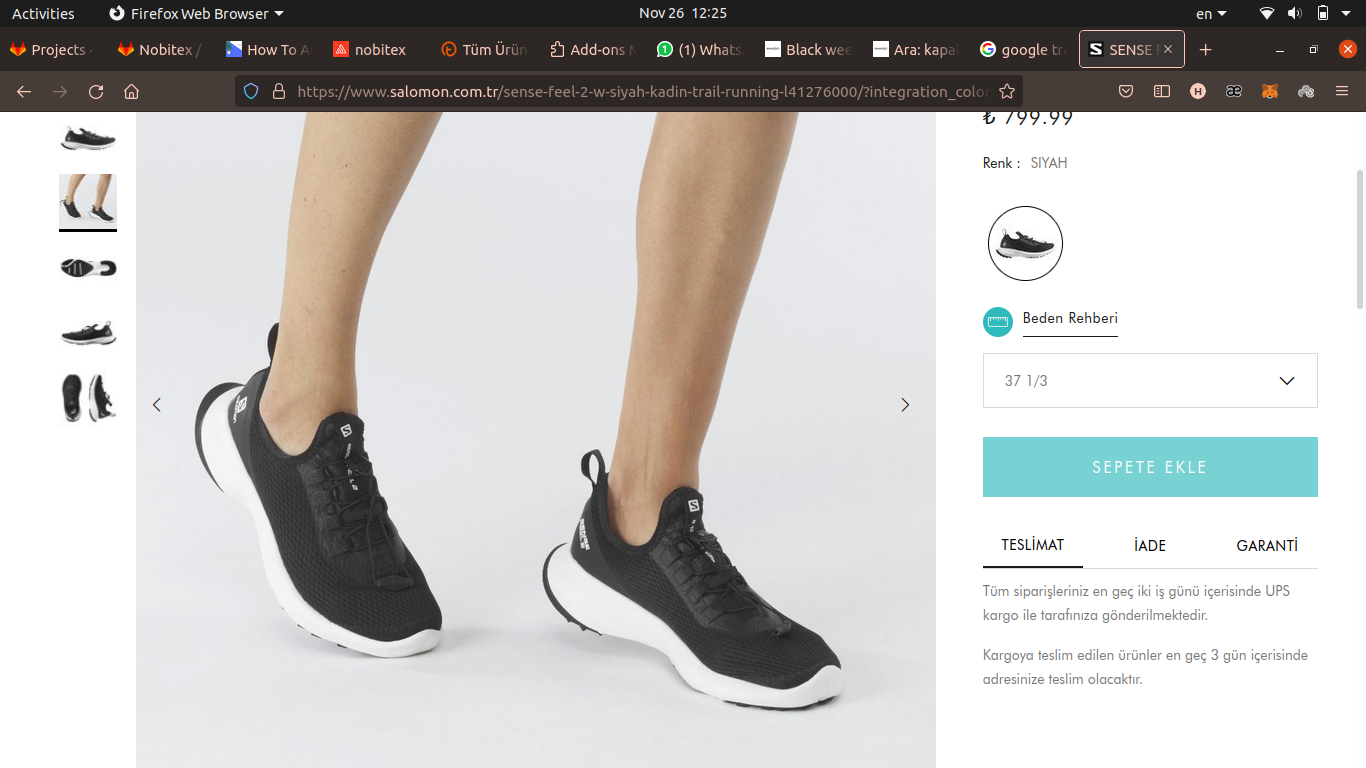 Activities
Firefox Web Browser
Nov 26 12:25
en
Projects
Nobitex /
How To A
nobitex
Tüm Ürün
Add-ons M
(1) Whats
Black wee
Ara: kapa
google tra
SENSE F
https://www.salomon.com.tr/sense-feel-2-w-siyah-kadin-trail-running-l41276000/?integration_color
₺ 799.99
Renk : SIYAH
Beden Rehberi
37 1/3
SEPETE EKLE
TESLİMAT
İADE
GARANTİ
Tüm siparişleriniz en geç iki iş günü içerisinde UPS
kargo ile tarafınıza gönderilmektedir.
Kargoya teslim edilen ürünler en geç 3 gün içerisinde
adresinize teslim olacaktır.